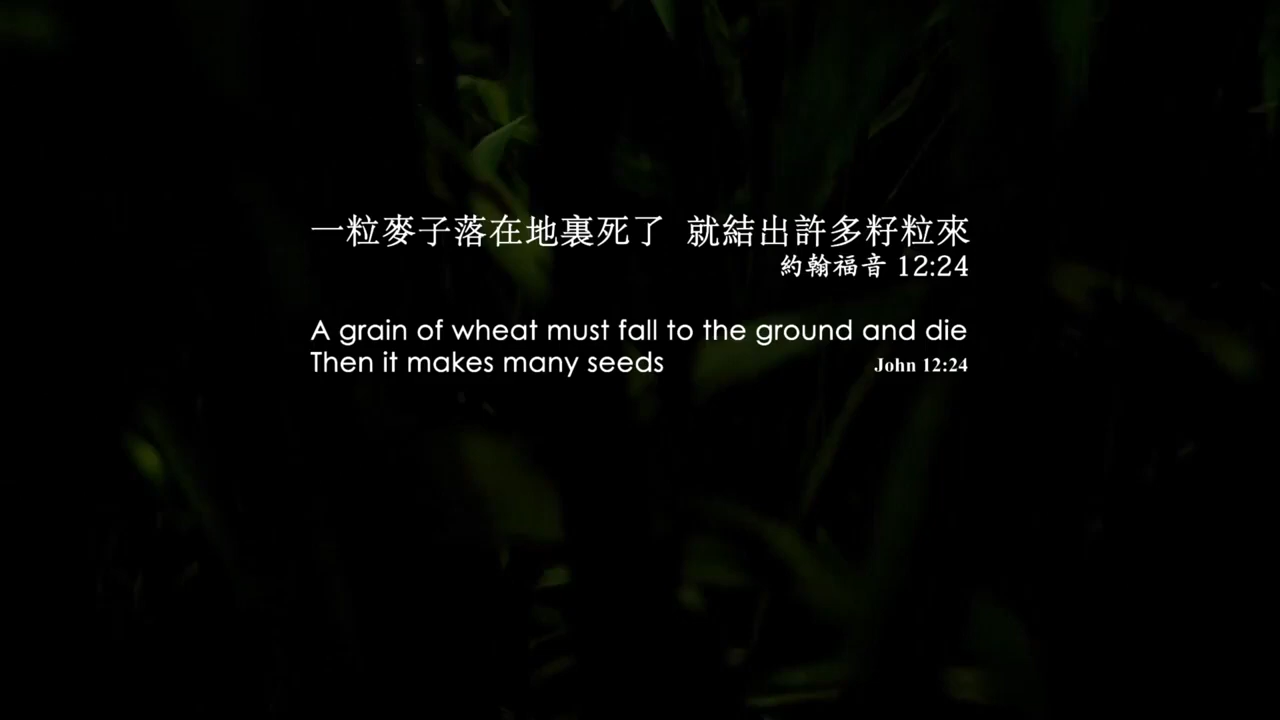 一粒麥子落在地裏死了 就結出許多籽粒來
約翰福音 12:24
A grain of wheat must fall to the ground and die
Then it makes many seeds
John 12:24